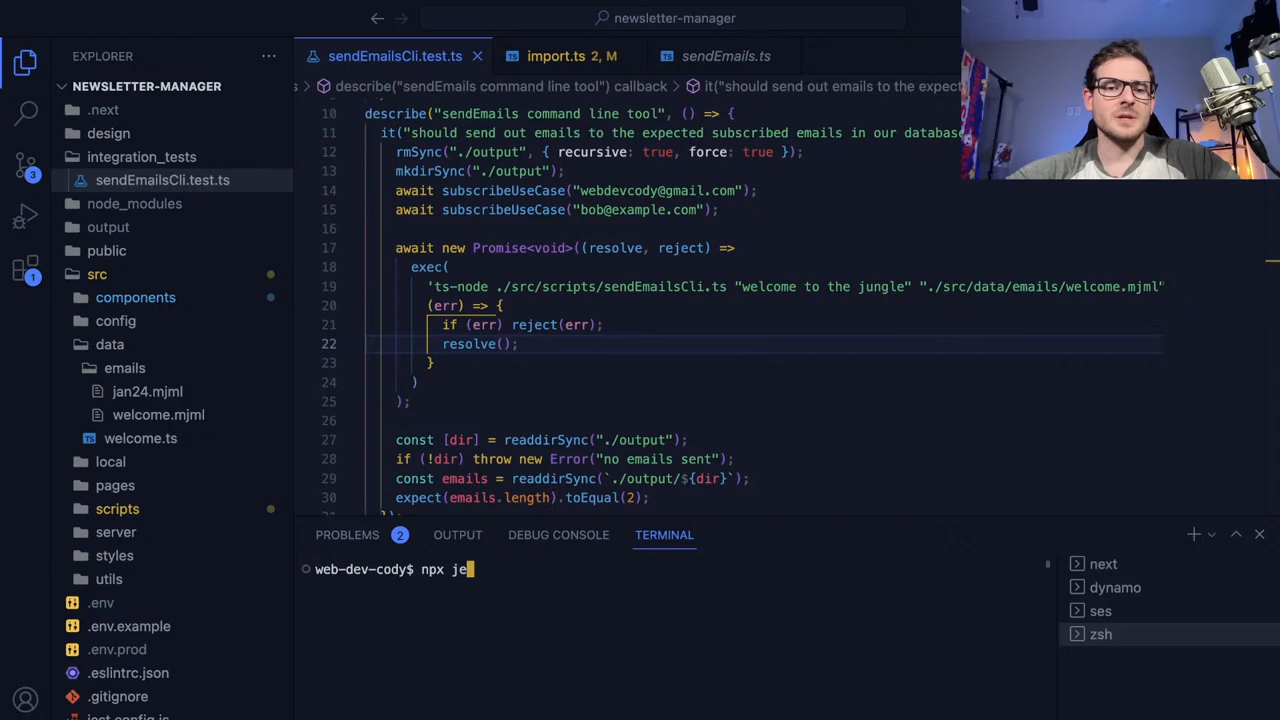 newsletter-manager
EXPLORER
sendEmailsCli.test.ts
import.ts 2, M
sendEmails.ts
describe("sendEmails command line tool") callback
it("should send out emails to the expect
NEWSLETTER-MANAGER
.next
design
integration_tests
sendEmailsCli.test.ts
node_modules
output
public
src
components
config
data
emails
jan24.mjml
welcome.mjml
TS welcome.ts
local
pages
scripts
server
styles
utils
.env
.env.example
.env.prod
.eslintrc.json
.gitignore
jest.config.js
3
1
10 describe("sendEmails command line tool", () => {
11 it("should send out emails to the expected subscribed emails in our database
12 rmSync("./output", { recursive: true, force: true });
13 mkdirSync("./output");
14 await subscribeUseCase("webdevcody@gmail.com");
15 await subscribeUseCase("bob@example.com");
16
17 await new Promise<void>((resolve, reject) =>
18 exec(
19 'ts-node ./src/scripts/sendEmailsCli.ts "welcome to the jungle" "./src/data/emails/welcome.mjml"
20 (err) => {
21 if (err) reject(err);
22 resolve();
23 }
24 )
25 );
26
27 const [dir] = readdirSync("./output");
28 if (!dir) throw new Error("no emails sent");
29 const emails = readdirSync(`./output/${dir}`);
30 expect(emails.length).toEqual(2);
PROBLEMS 2
OUTPUT
DEBUG CONSOLE
TERMINAL
web-dev-cody$ npx je
next
dynamo
ses
zsh